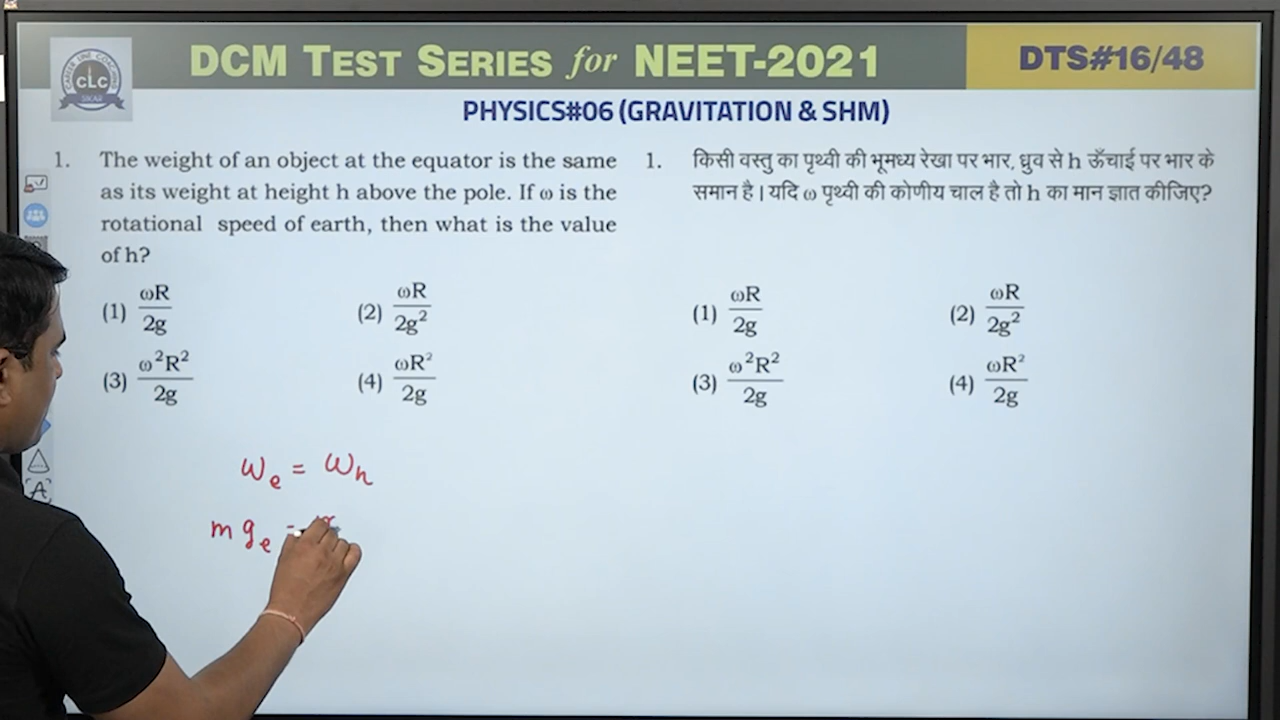 DCM TEST SERIES for NEET-2021
DTS#16/48
CLC
SIKAR
PHYSICS#06 (GRAVITATION & SHM)
1. The weight of an object at the equator is the same
as its weight at height h above the pole. If ω is the
rotational speed of earth, then what is the value
of h?
(1) ωR/2g (2) ωR/2g²
(3) ω²R²/2g (4) ωR²/2g
1. किसी वस्तु का पृथ्वी की भूमध्य रेखा पर भार, ध्रुव से h ऊँचाई पर भार के
समान है। यदि ω पृथ्वी की कोणीय चाल है तो h का मान ज्ञात कीजिए?
(1) ωR/2g (2) ωR/2g²
(3) ω²R²/2g (4) ωR²/2g
A
We = Wh
m ge =